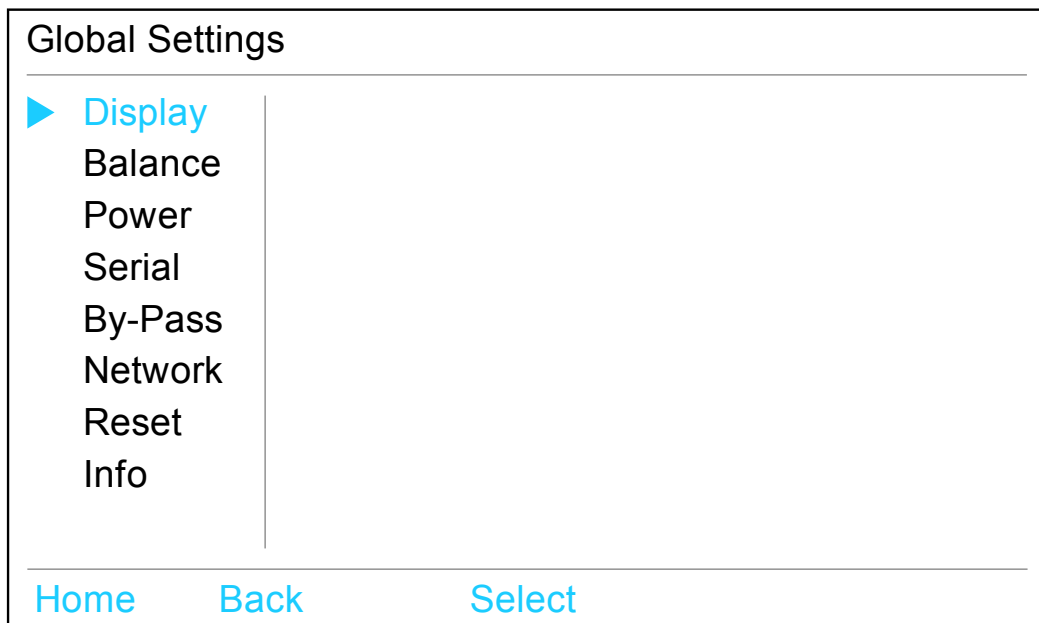 Global Settings
Display
Balance
Power
Serial
By-Pass
Network
Reset
Info
Home Back Select